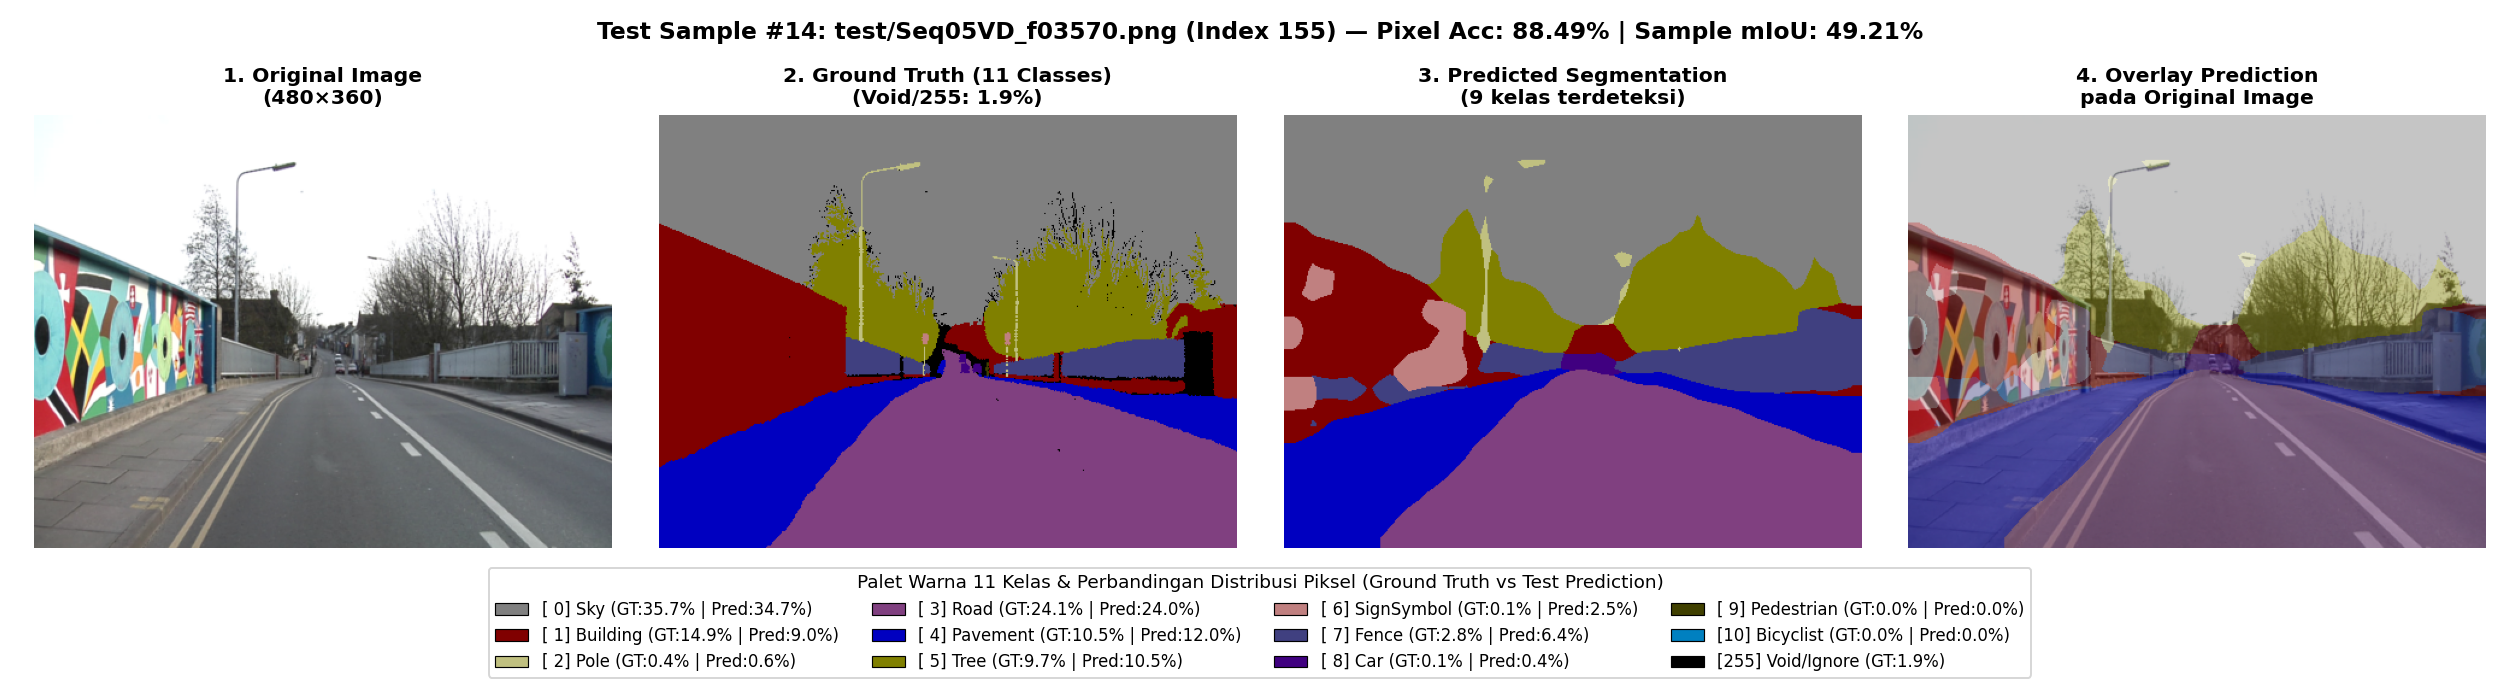 Test Sample #14: test/Seq05VD_f03570.png (Index 155) — Pixel Acc: 88.49% | Sample mIoU: 49.21%
1. Original Image
(480×360)
2. Ground Truth (11 Classes)
(Void/255: 1.9%)
3. Predicted Segmentation
(9 kelas terdeteksi)
4. Overlay Prediction
pada Original Image
Palet Warna 11 Kelas & Perbandingan Distribusi Piksel (Ground Truth vs Test Prediction)
[ 0] Sky (GT:35.7% | Pred:34.7%)
[ 1] Building (GT:14.9% | Pred:9.0%)
[ 2] Pole (GT:0.4% | Pred:0.6%)
[ 3] Road (GT:24.1% | Pred:24.0%)
[ 4] Pavement (GT:10.5% | Pred:12.0%)
[ 5] Tree (GT:9.7% | Pred:10.5%)
[ 6] SignSymbol (GT:0.1% | Pred:2.5%)
[ 7] Fence (GT:2.8% | Pred:6.4%)
[ 8] Car (GT:0.1% | Pred:0.4%)
[ 9] Pedestrian (GT:0.0% | Pred:0.0%)
[10] Bicyclist (GT:0.0% | Pred:0.0%)
[255] Void/Ignore (GT:1.9%)